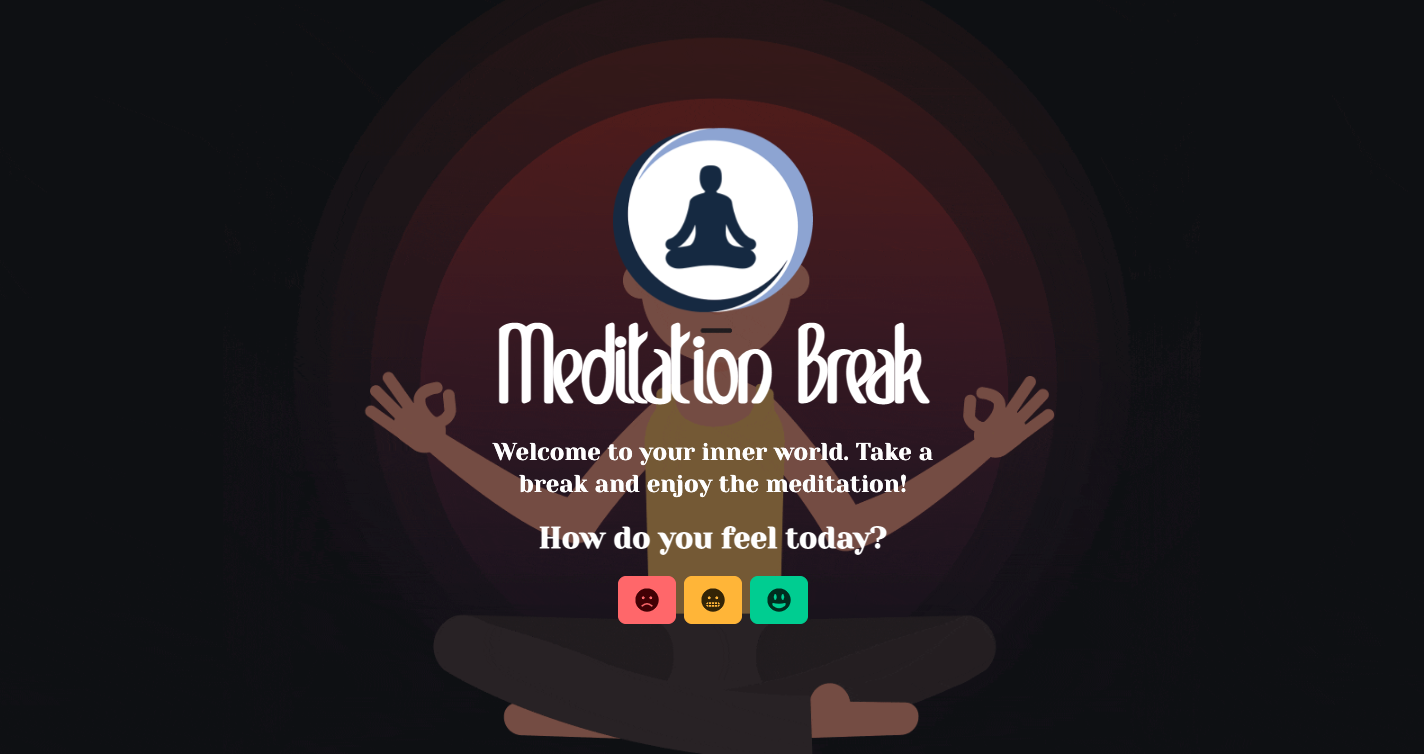 Meditation Break
Welcome to your inner world. Take a
break and enjoy the meditation!
How do you feel today?